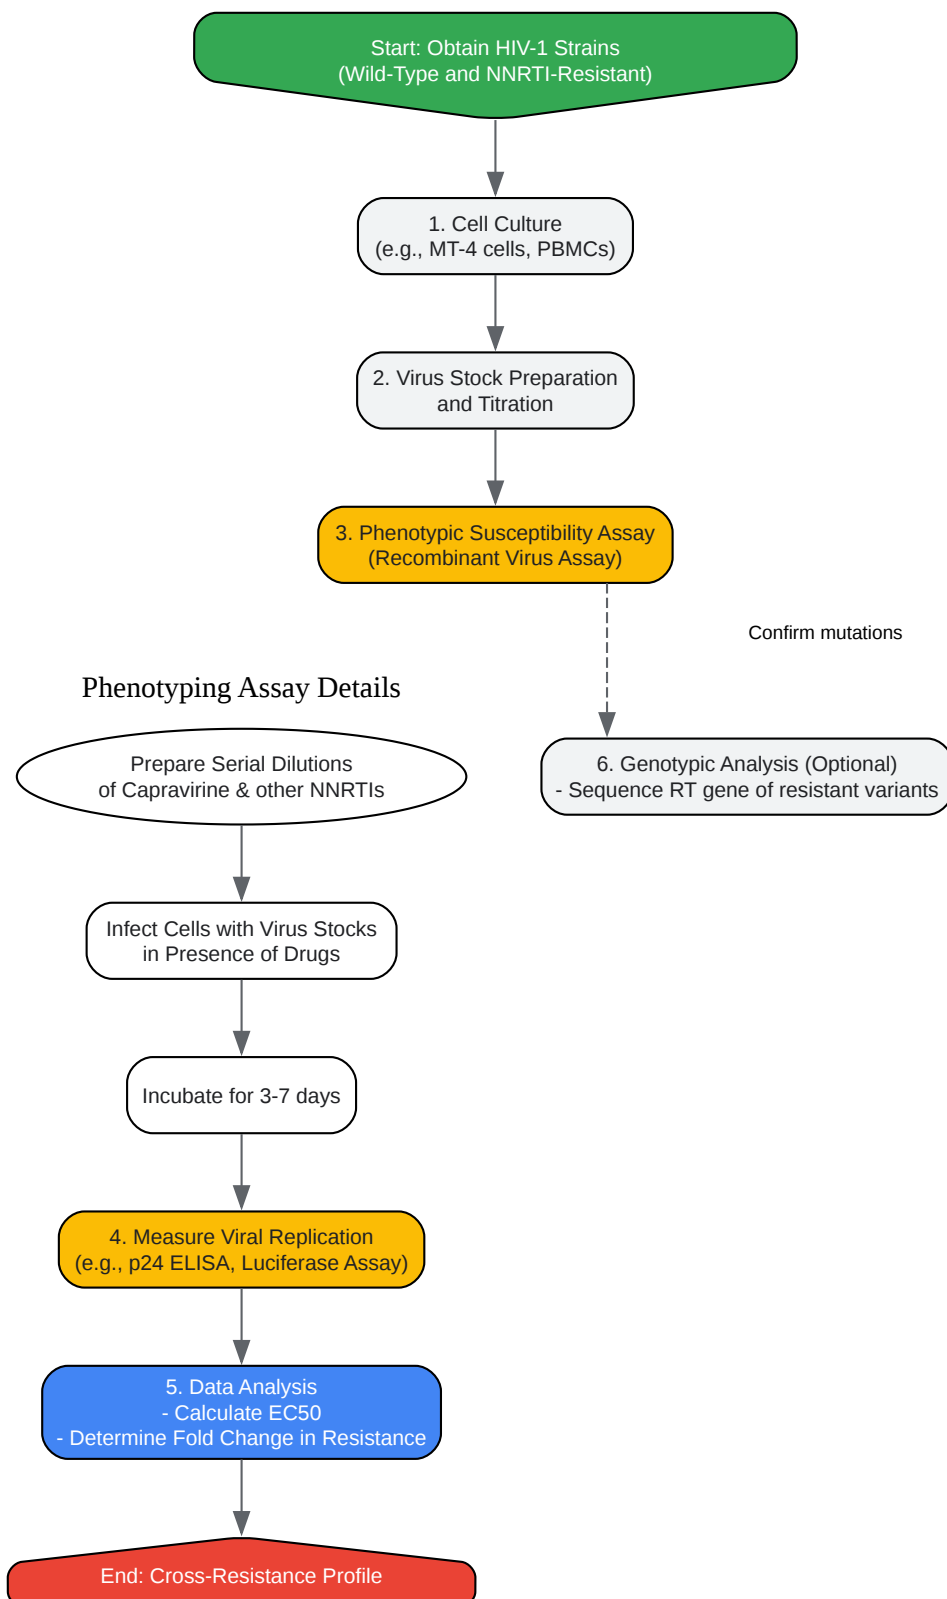 Start: Obtain HIV-1 Strains
(Wild-Type and NNRTI-Resistant)
1. Cell Culture
(e.g., MT-4 cells, PBMCs)
2. Virus Stock Preparation
and Titration
3. Phenotypic Susceptibility Assay
(Recombinant Virus Assay)
Confirm mutations
6. Genotypic Analysis (Optional)
- Sequence RT gene of resistant variants
Phenotyping Assay Details
Prepare Serial Dilutions
of Capravirine & other NNRTIs
Infect Cells with Virus Stocks
in Presence of Drugs
Incubate for 3-7 days
4. Measure Viral Replication
(e.g., p24 ELISA, Luciferase Assay)
5. Data Analysis
- Calculate EC50
- Determine Fold Change in Resistance
End: Cross-Resistance Profile